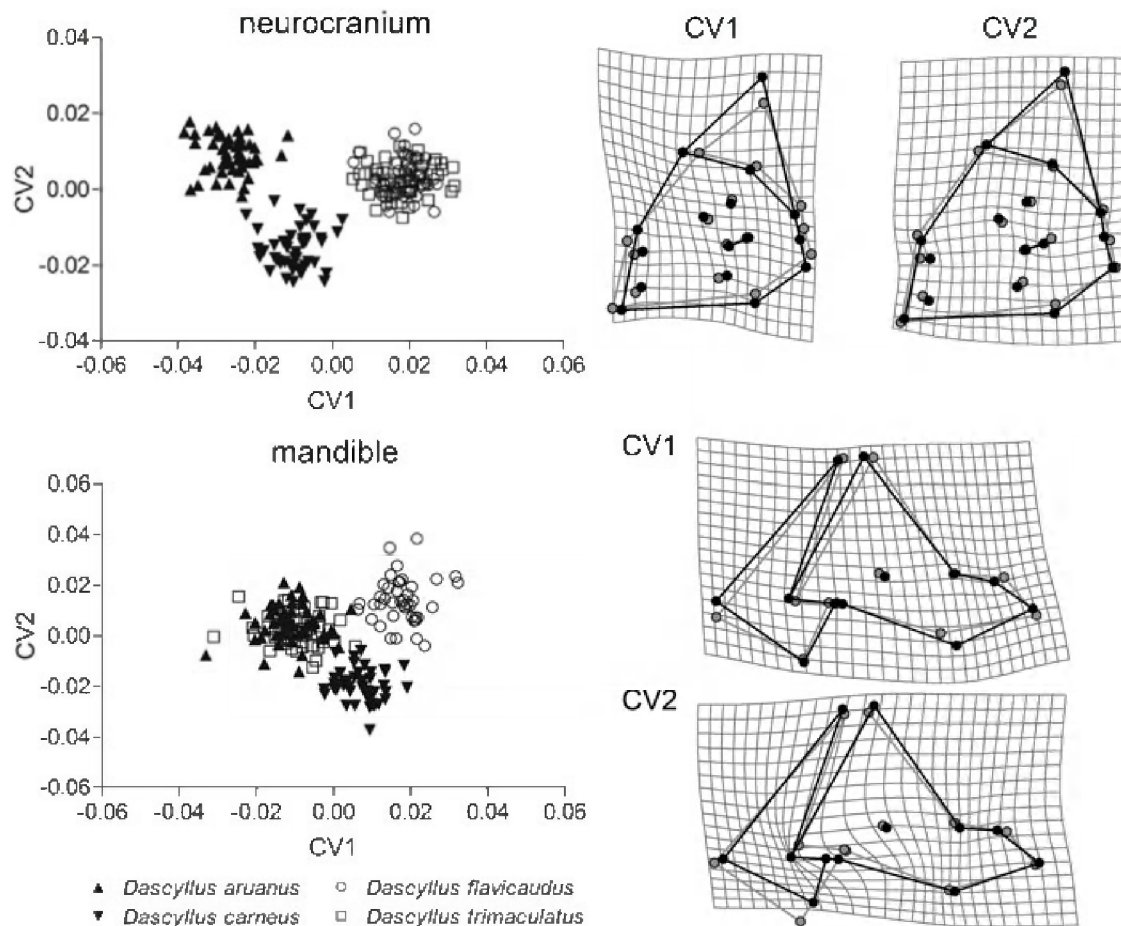 neurocranium
CV1
CV2
0.04
0.02
0.00
-0.02
-0.04
CV2
-0.06 -0.04 -0.02 0.00 0.02 0.04 0.06
CV1
mandible
CV1
0.06
0.04
0.02
0.00
-0.02
-0.04
-0.06
CV2
CV2
-0.06 -0.04 -0.02 0.00 0.02 0.04 0.06
CV1
▲ Dascyllus aruanus ○ Dascyllus flavicaudus
▼ Dascyllus carneus □ Dascyllus trimaculatus